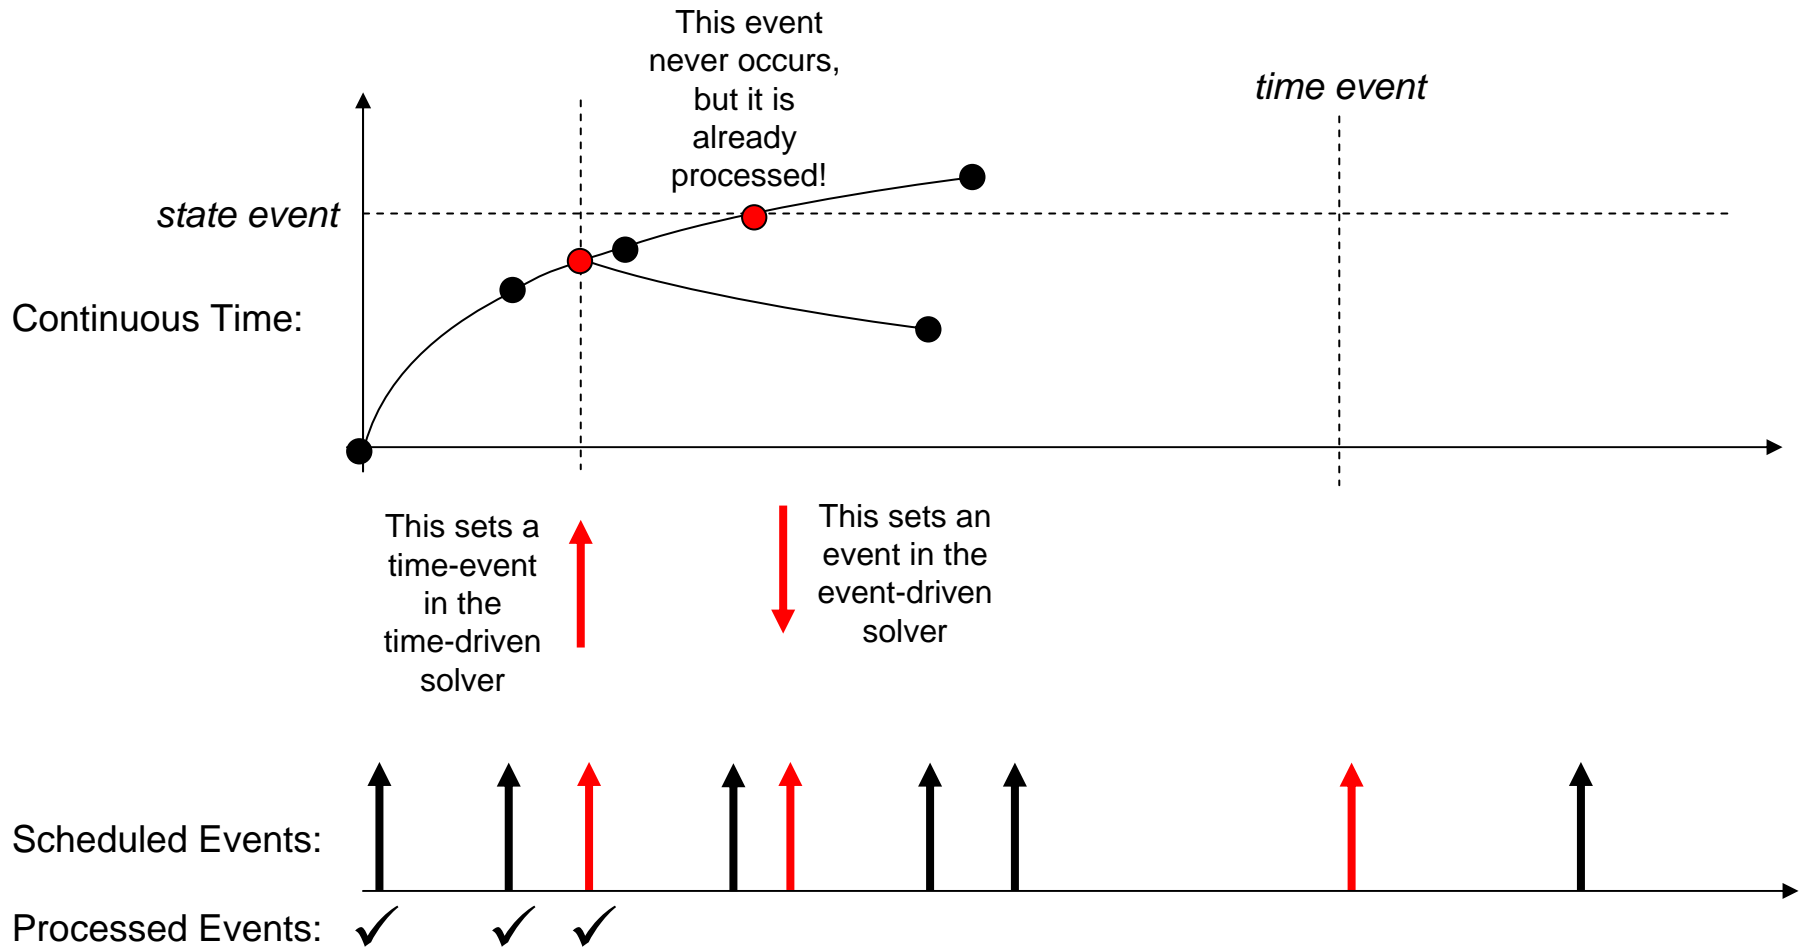 This event
never occurs,
but it is
already
processed!
time event
state event
Continuous Time:
This sets a
time-event
in the
time-driven
solver
This sets an
event in the
event-driven
solver
Scheduled Events:
Processed Events: